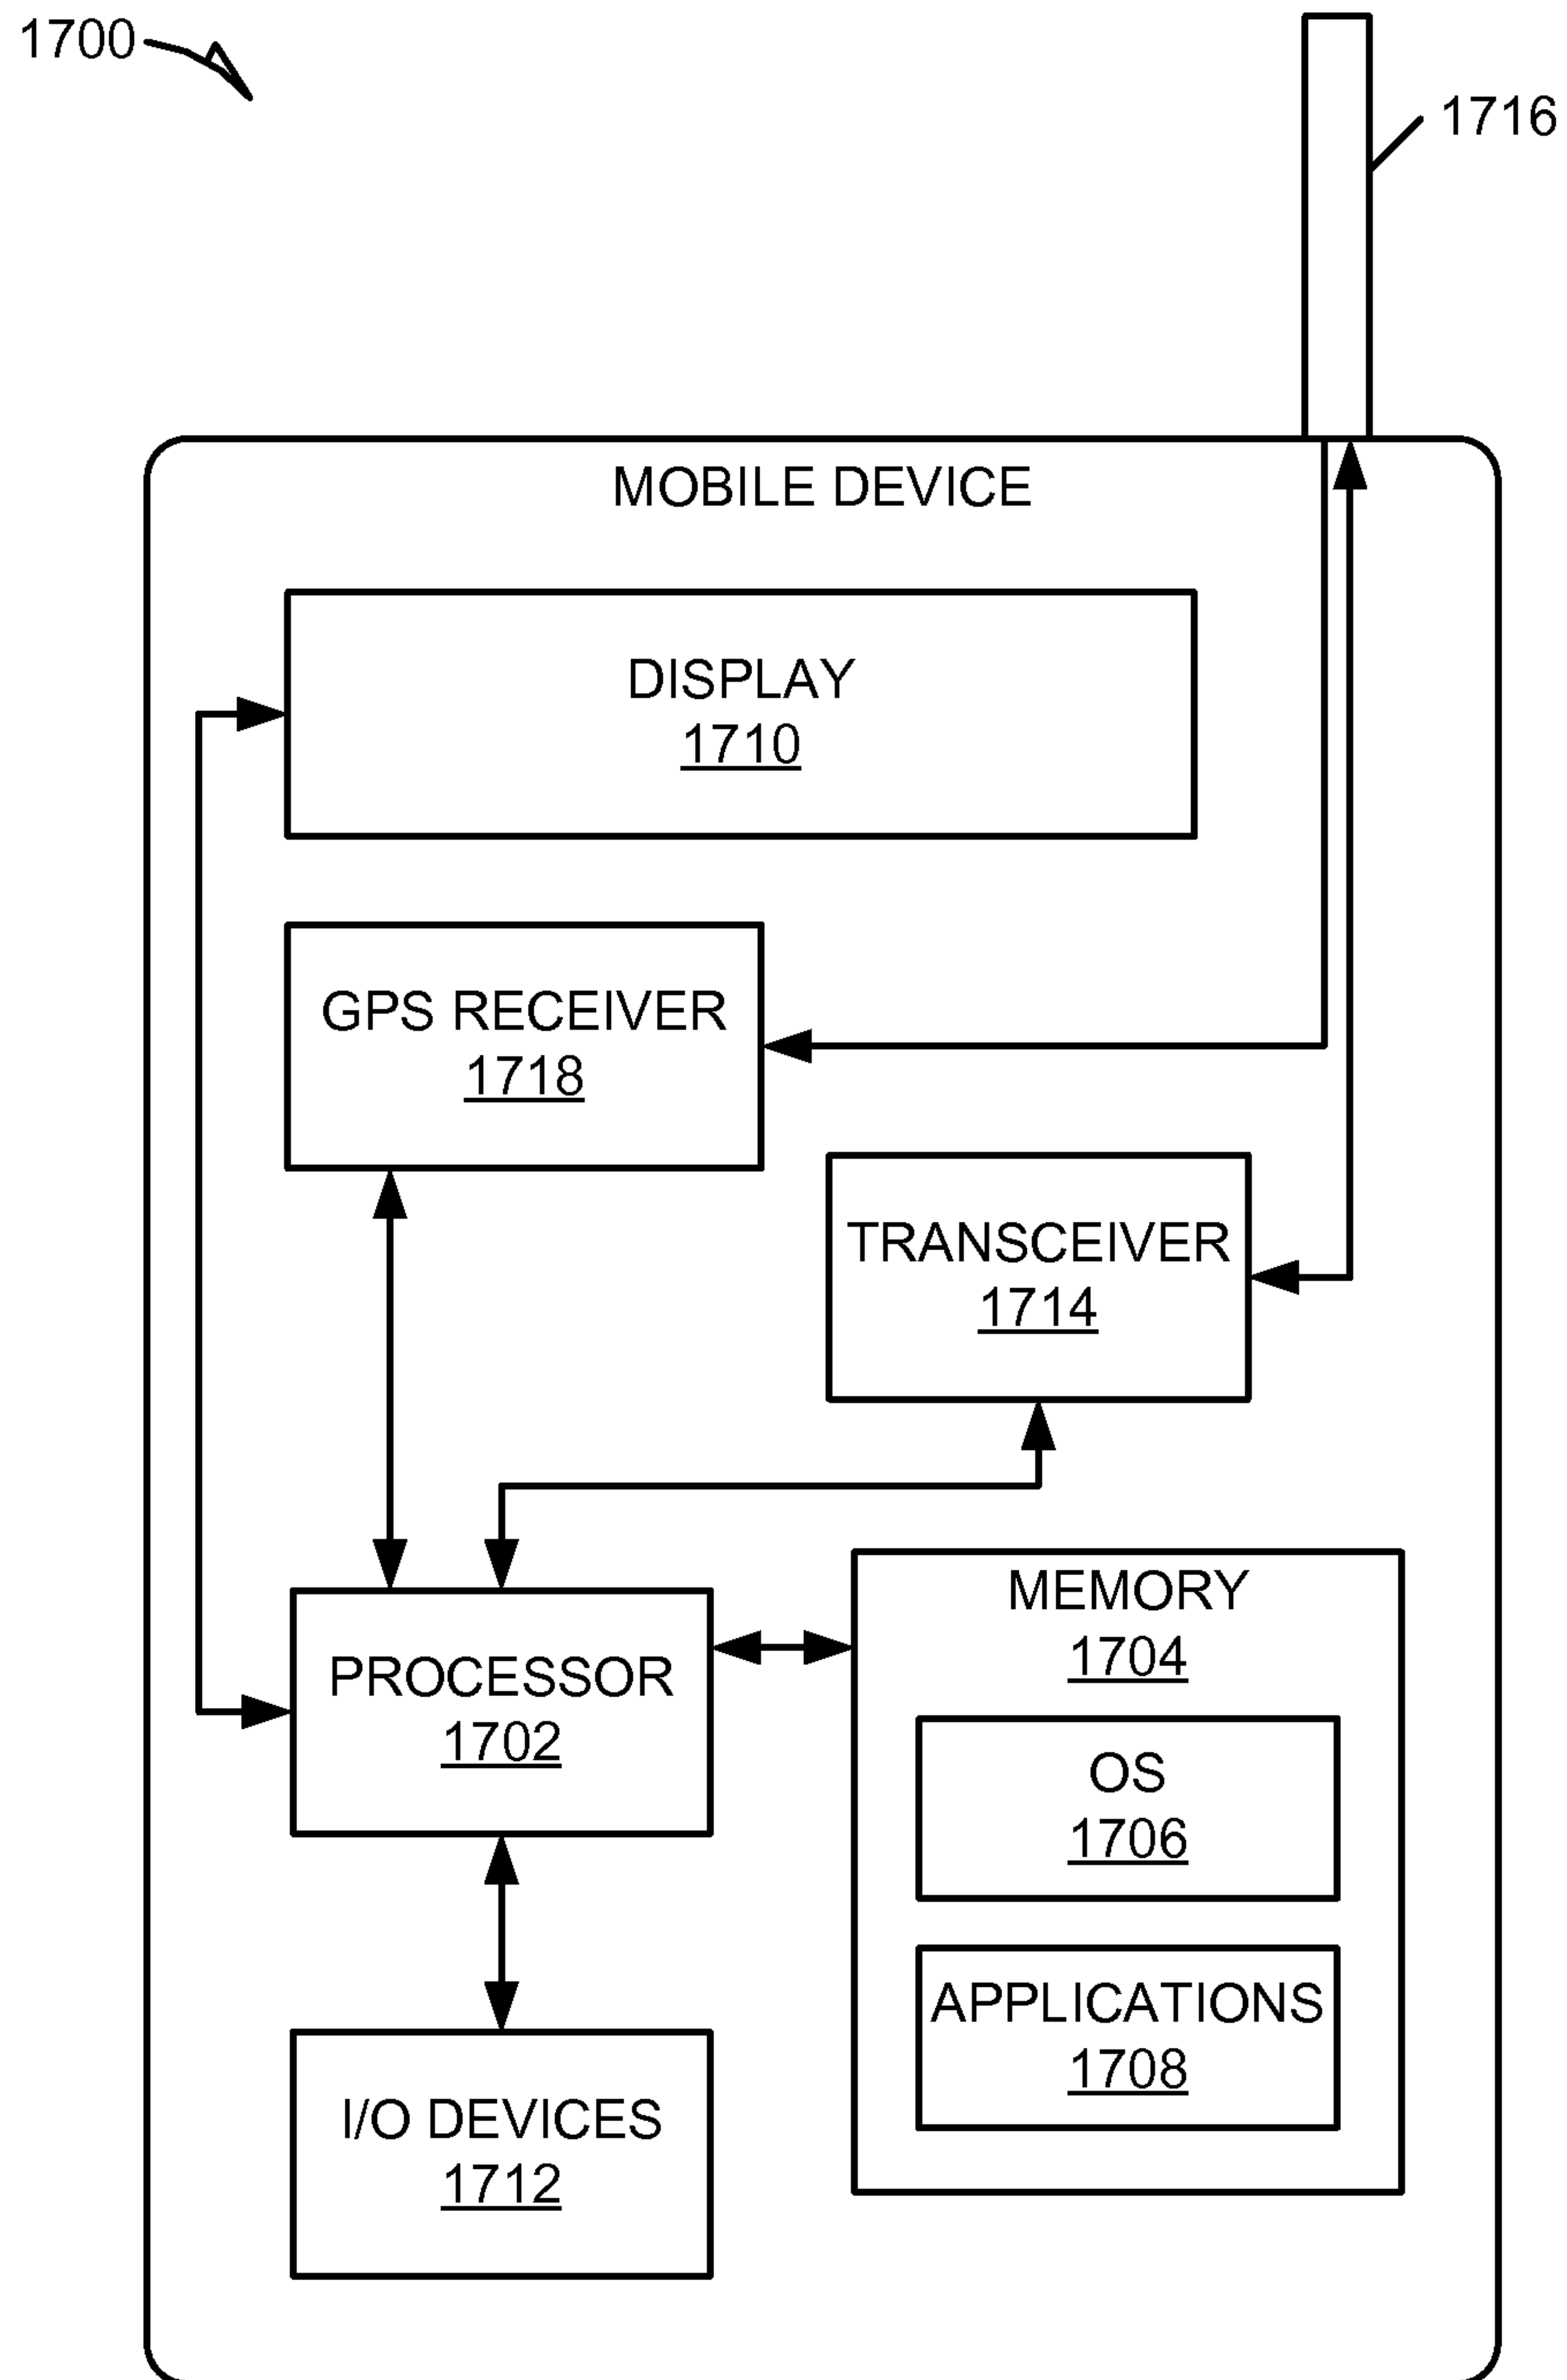 1700
1716
MOBILE DEVICE
DISPLAY
1710
GPS RECEIVER
1718
TRANSCEIVER
1714
MEMORY
1704
PROCESSOR
1702
OS
1706
APPLICATIONS
1708
I/O DEVICES
1712